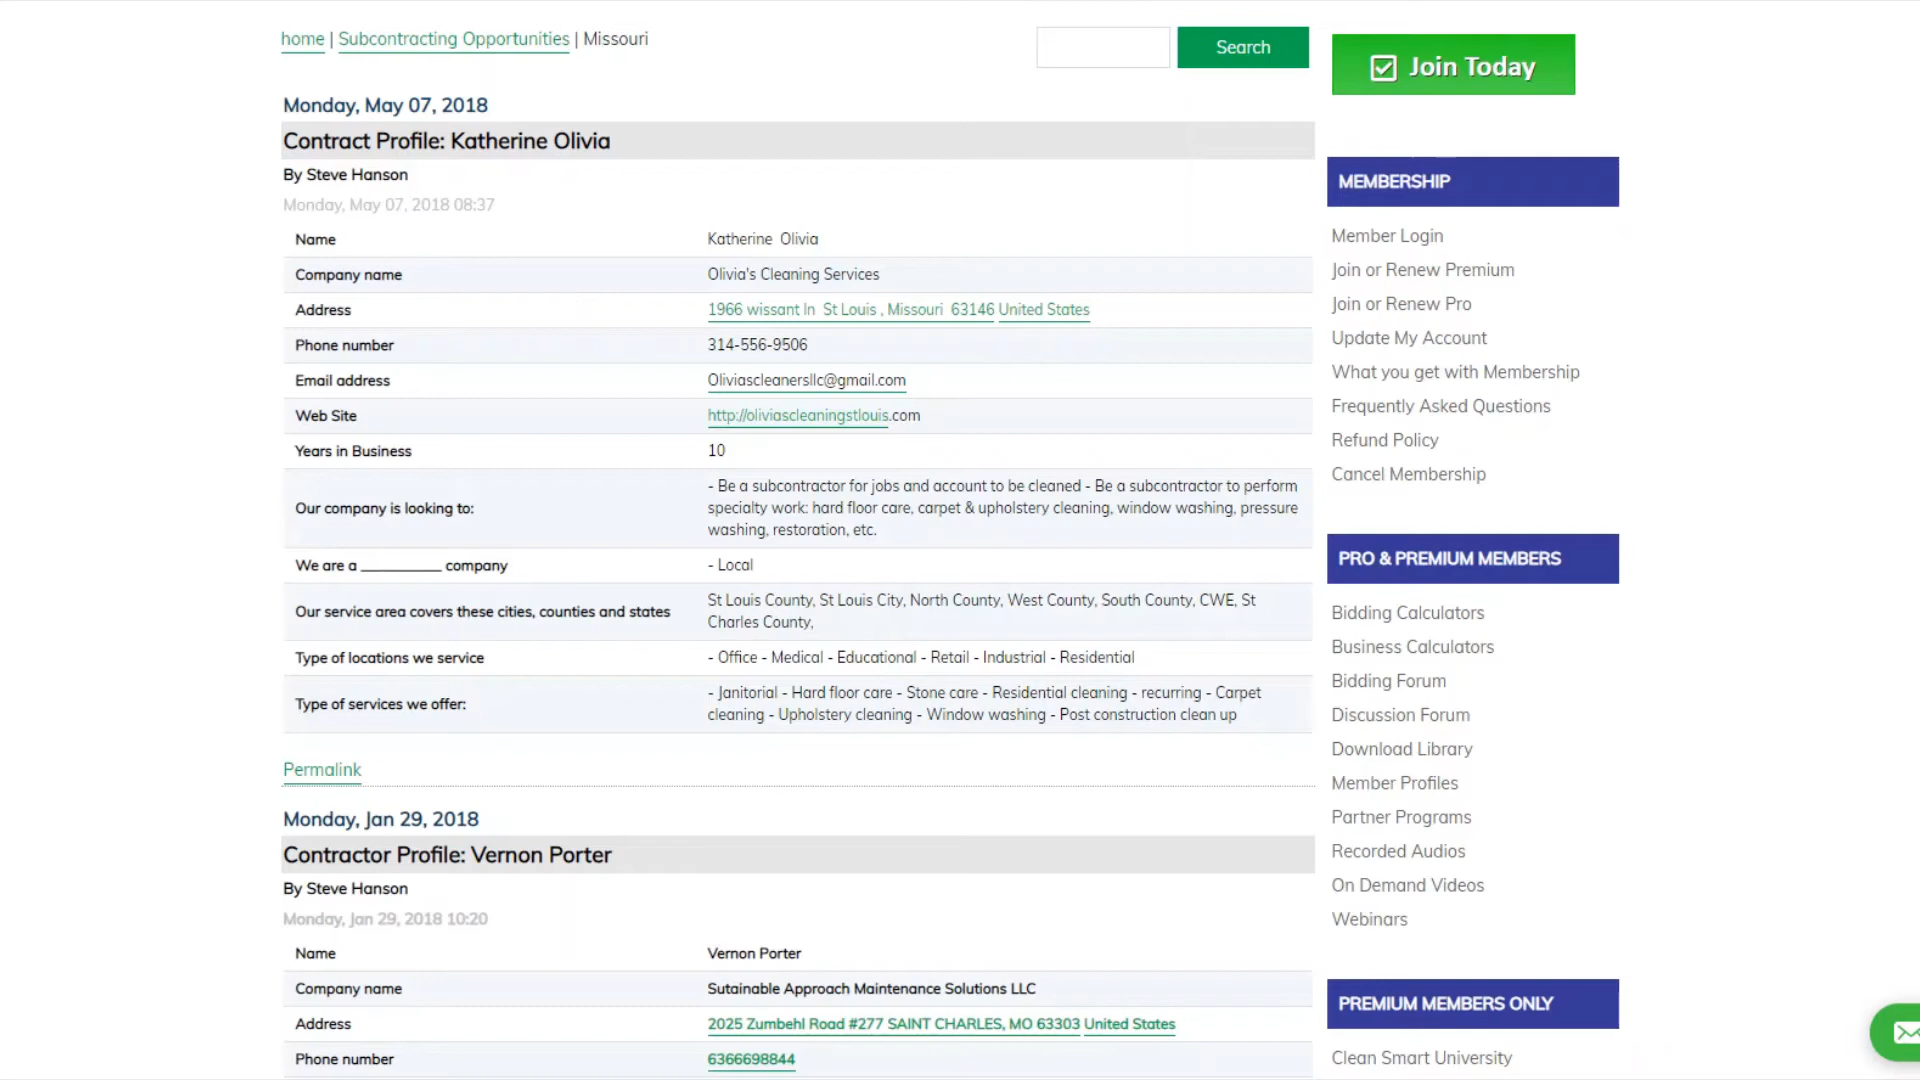 home | Subcontracting Opportunities | Missouri
Search
Join Today
Monday, May 07, 2018
Contract Profile: Katherine Olivia
By Steve Hanson
Monday, May 07, 2018 08:37
Name Katherine Olivia
Company name Olivia's Cleaning Services
Address 1966 wissant ln St Louis , Missouri 63146 United States
Phone number 314-556-9506
Email address Oliviascleanersllc@gmail.com
Web Site http://oliviascleaningstlouis.com
Years in Business 10
Our company is looking to: - Be a subcontractor for jobs and account to be cleaned - Be a subcontractor to perform
specialty work: hard floor care, carpet & upholstery cleaning, window washing, pressure
washing, restoration, etc.
We are a __________ company - Local
Our service area covers these cities, counties and states St Louis County, St Louis City, North County, West County, South County, CWE, St
Charles County,
Type of locations we service - Office - Medical - Educational - Retail - Industrial - Residential
Type of services we offer: - Janitorial - Hard floor care - Stone care - Residential cleaning - recurring - Carpet
cleaning - Upholstery cleaning - Window washing - Post construction clean up
Permalink
Monday, Jan 29, 2018
Contractor Profile: Vernon Porter
By Steve Hanson
Monday, Jan 29, 2018 10:20
Name Vernon Porter
Company name Sutainable Approach Maintenance Solutions LLC
Address 2025 Zumbehl Road #277 SAINT CHARLES, MO 63303 United States
Phone number 6366698844
MEMBERSHIP
Member Login
Join or Renew Premium
Join or Renew Pro
Update My Account
What you get with Membership
Frequently Asked Questions
Refund Policy
Cancel Membership
PRO & PREMIUM MEMBERS
Bidding Calculators
Business Calculators
Bidding Forum
Discussion Forum
Download Library
Member Profiles
Partner Programs
Recorded Audios
On Demand Videos
Webinars
PREMIUM MEMBERS ONLY
Clean Smart University